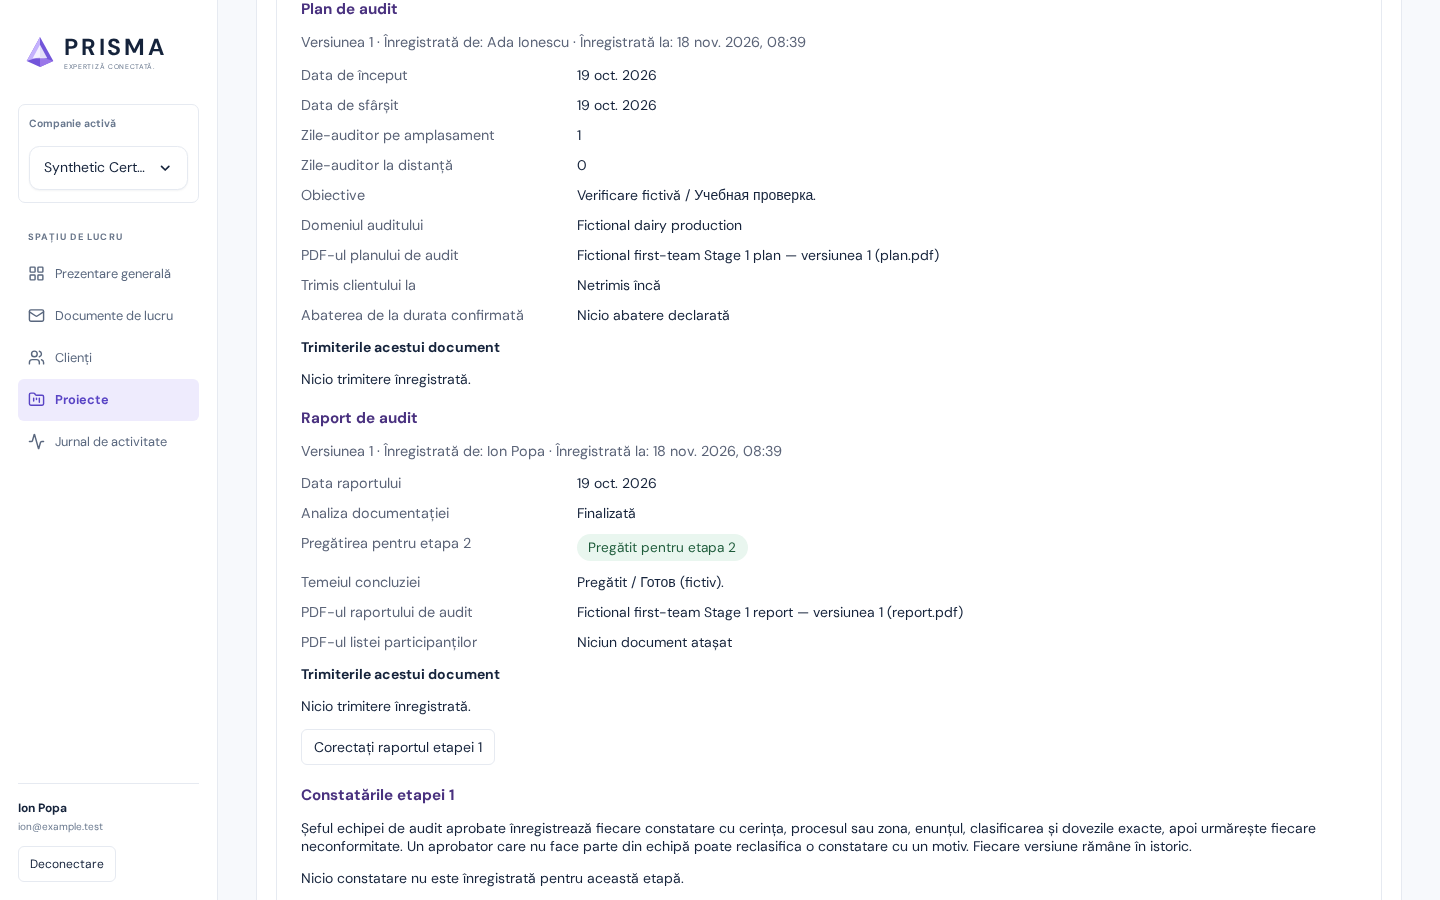 PRISMA
EXPERTIZĂ CONECTATĂ.
Companie activă
Synthetic Cert...
SPAȚIU DE LUCRU
Prezentare generală
Documente de lucru
Clienți
Proiecte
Jurnal de activitate
Ion Popa
ion@example.test
Deconectare
Plan de audit
Versiunea 1 · Înregistrată de: Ada Ionescu · Înregistrată la: 18 nov. 2026, 08:39
Data de început 19 oct. 2026
Data de sfârșit 19 oct. 2026
Zile-auditor pe amplasament 1
Zile-auditor la distanță 0
Obiective Verificare fictivă / Учебная проверка.
Domeniul auditului Fictional dairy production
PDF-ul planului de audit Fictional first-team Stage 1 plan — versiunea 1 (plan.pdf)
Trimis clientului la Netrimis încă
Abaterea de la durata confirmată Nicio abatere declarată
Trimiterile acestui document
Nicio trimitere înregistrată.
Raport de audit
Versiunea 1 · Înregistrată de: Ion Popa · Înregistrată la: 18 nov. 2026, 08:39
Data raportului 19 oct. 2026
Analiza documentației Finalizată
Pregătirea pentru etapa 2 Pregătit pentru etapa 2
Temeiul concluziei Pregătit / Готов (fictiv).
PDF-ul raportului de audit Fictional first-team Stage 1 report — versiunea 1 (report.pdf)
PDF-ul listei participanților Niciun document atașat
Trimiterile acestui document
Nicio trimitere înregistrată.
Corectați raportul etapei 1
Constatările etapei 1
Șeful echipei de audit aprobate înregistrează fiecare constatare cu cerința, procesul sau zona, enunțul, clasificarea și dovezile exacte, apoi urmărește fiecare
neconformitate. Un aprobator care nu face parte din echipă poate reclasifica o constatare cu un motiv. Fiecare versiune rămâne în istoric.
Nicio constatare nu este înregistrată pentru această etapă.